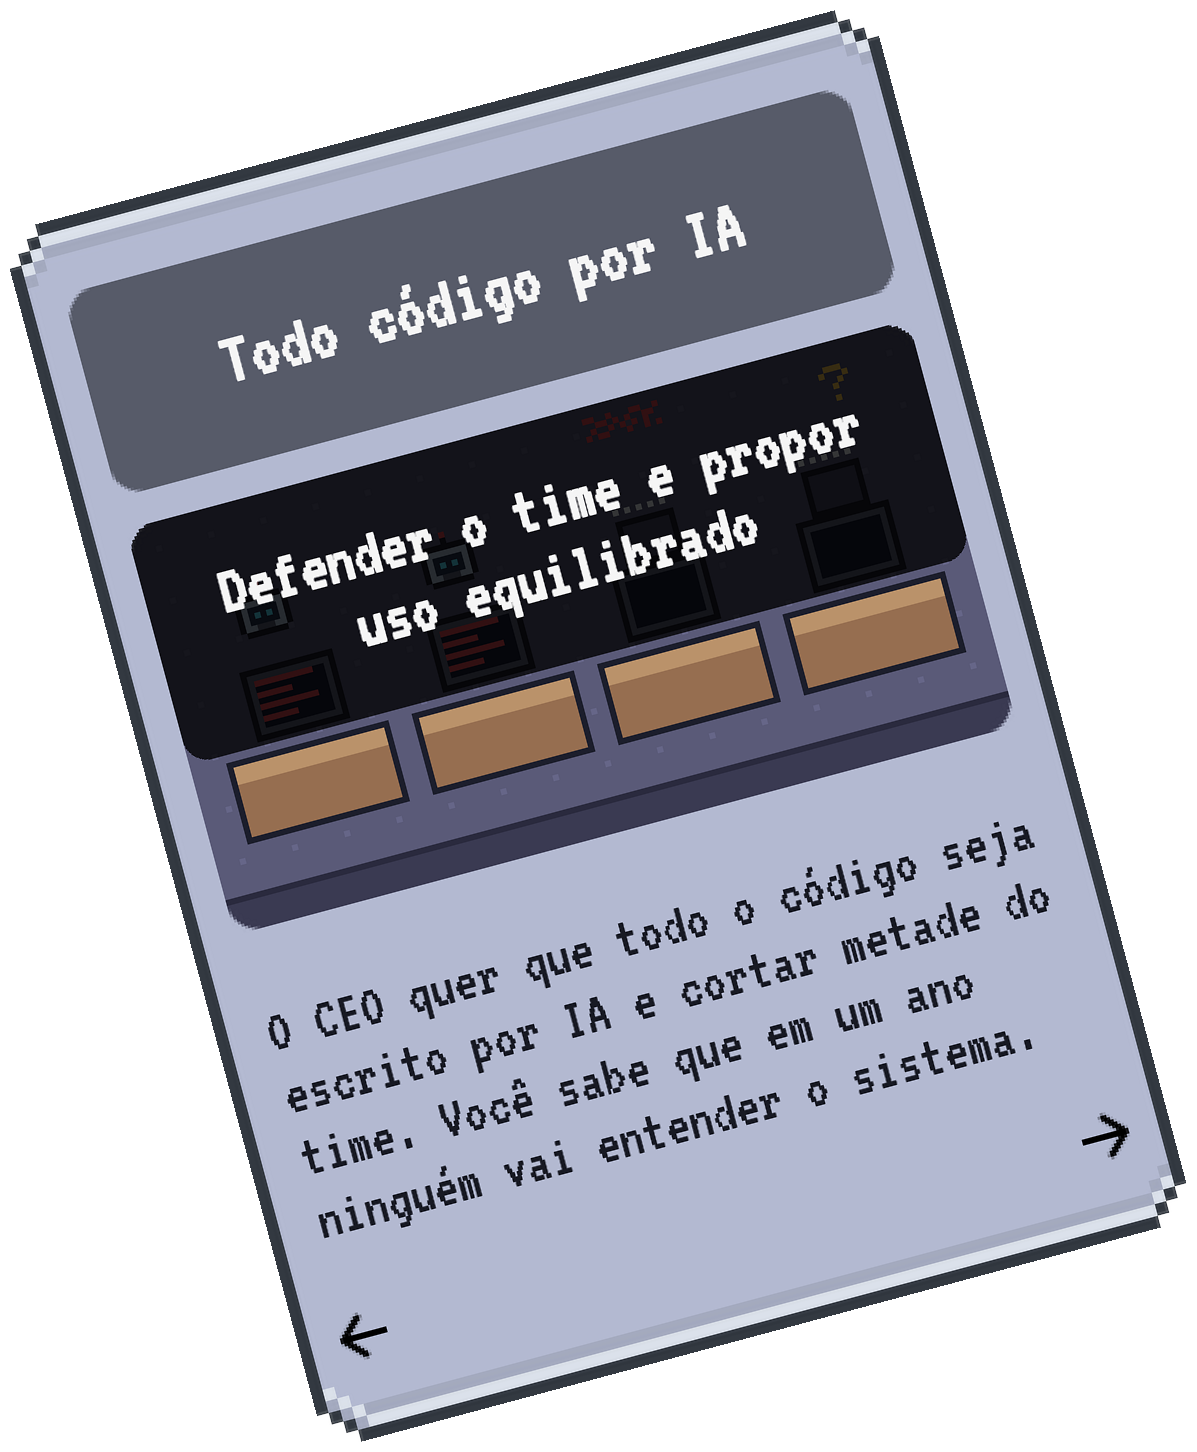 Todo código por IA
Defender o time e propor
uso equilibrado
O CEO quer que todo o código seja
escrito por IA e cortar metade do
time. Você sabe que em um ano
ninguém vai entender o sistema.